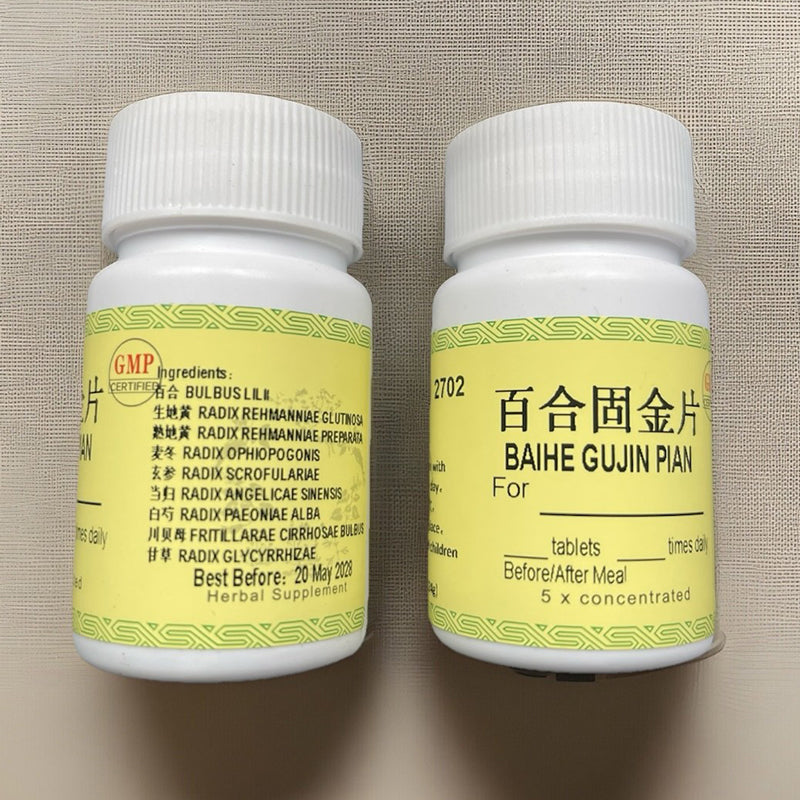 片
GMP
CERTIFIED
Ingredients:
百合 BULBUS LILII
生地黄 RADIX REHMANNIAE GLUTINOSA
熟地黄 RADIX REHMANNIAE PREPARATA
麦冬 RADIX OPHIOPOGONIS
玄参 RADIX SCROFULARIAE
当归 RADIX ANGELICAE SINENSIS
白芍 RADIX PAEONIAE ALBA
川贝母 FRITILLARAE CIRRHOSAE BULBUS
甘草 RADIX GLYCYRRHIZAE
Best Before: 20 May 2028
Herbal Supplement
daily
2702
百合固金片
BAIHE GUJIN PIAN
For
with
children
tablets times daily
Before/After Meal
5 x concentrated